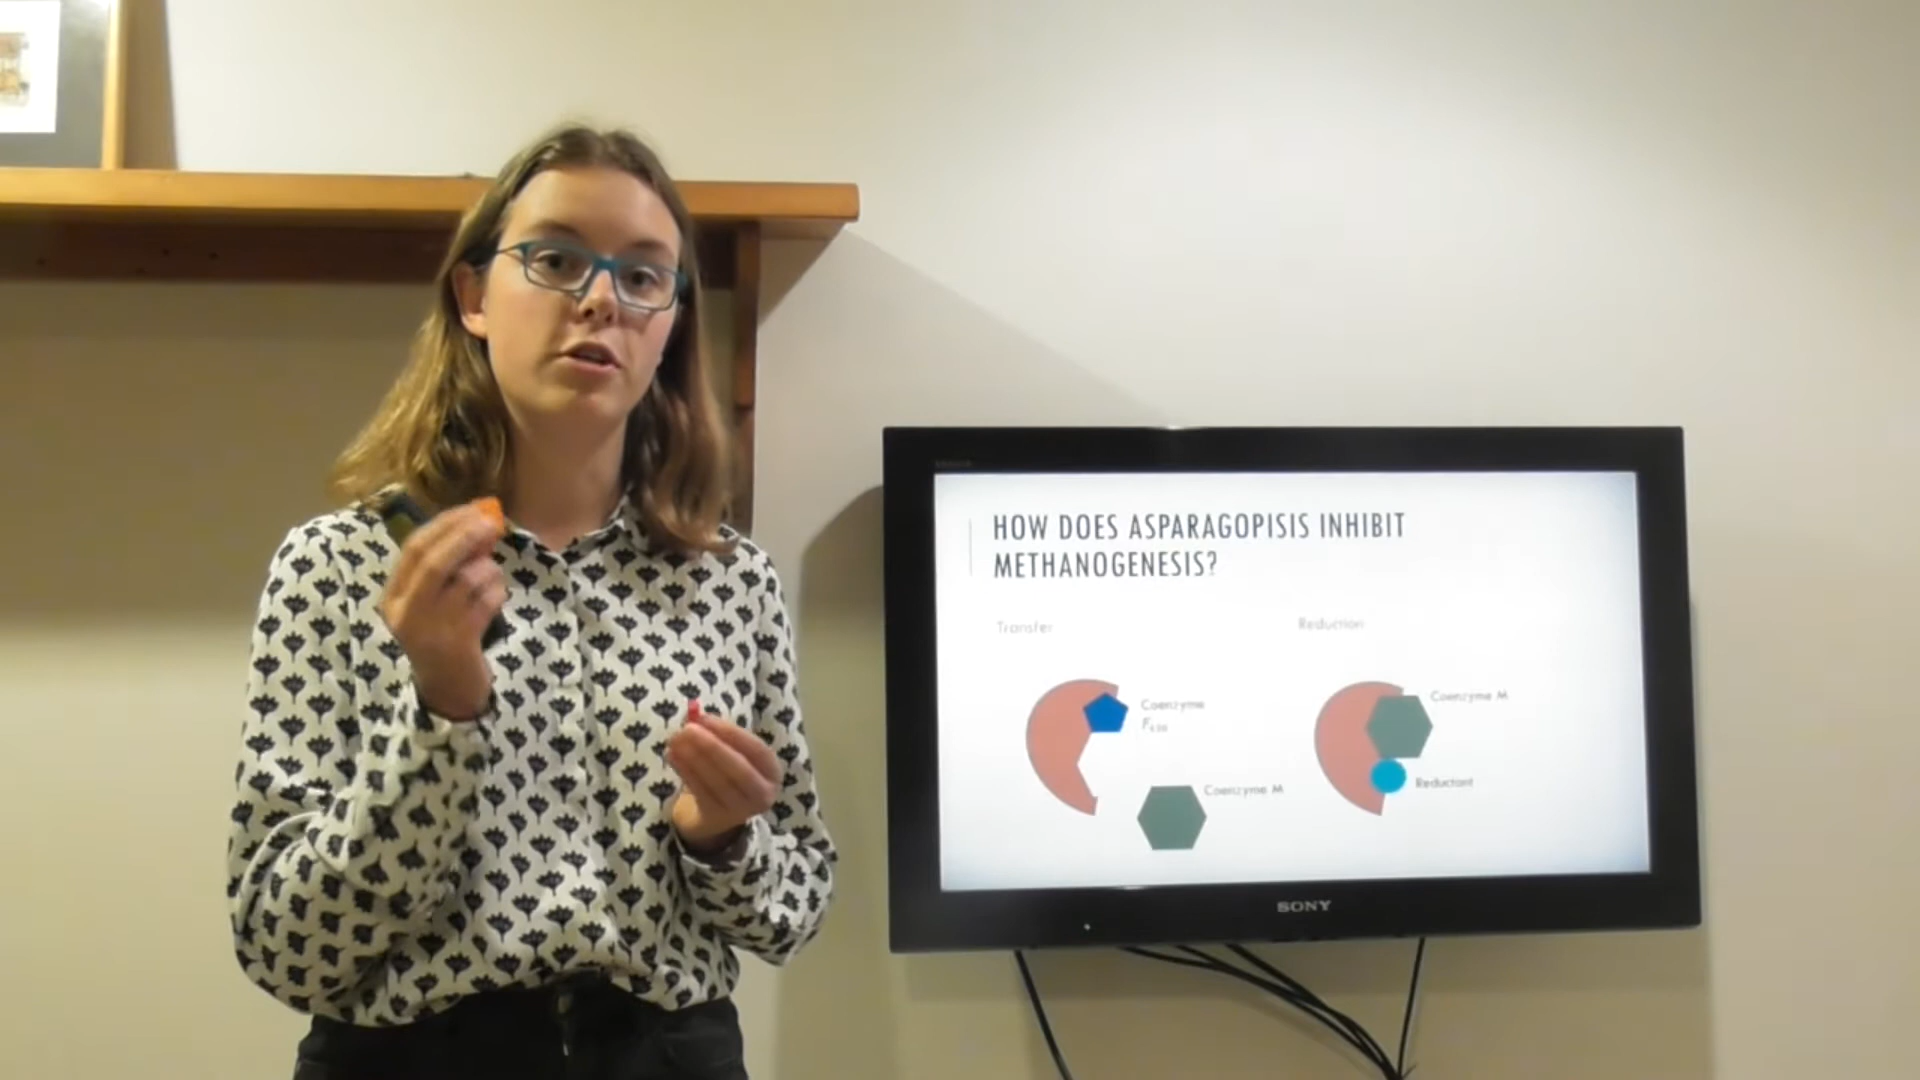 HOW DOES ASPARAGOPISIS INHIBIT
METHANOGENESIS?
Transfer
Reduction
Coenzyme
Coenzyme M
Coenzyme M
Reductant
SONY